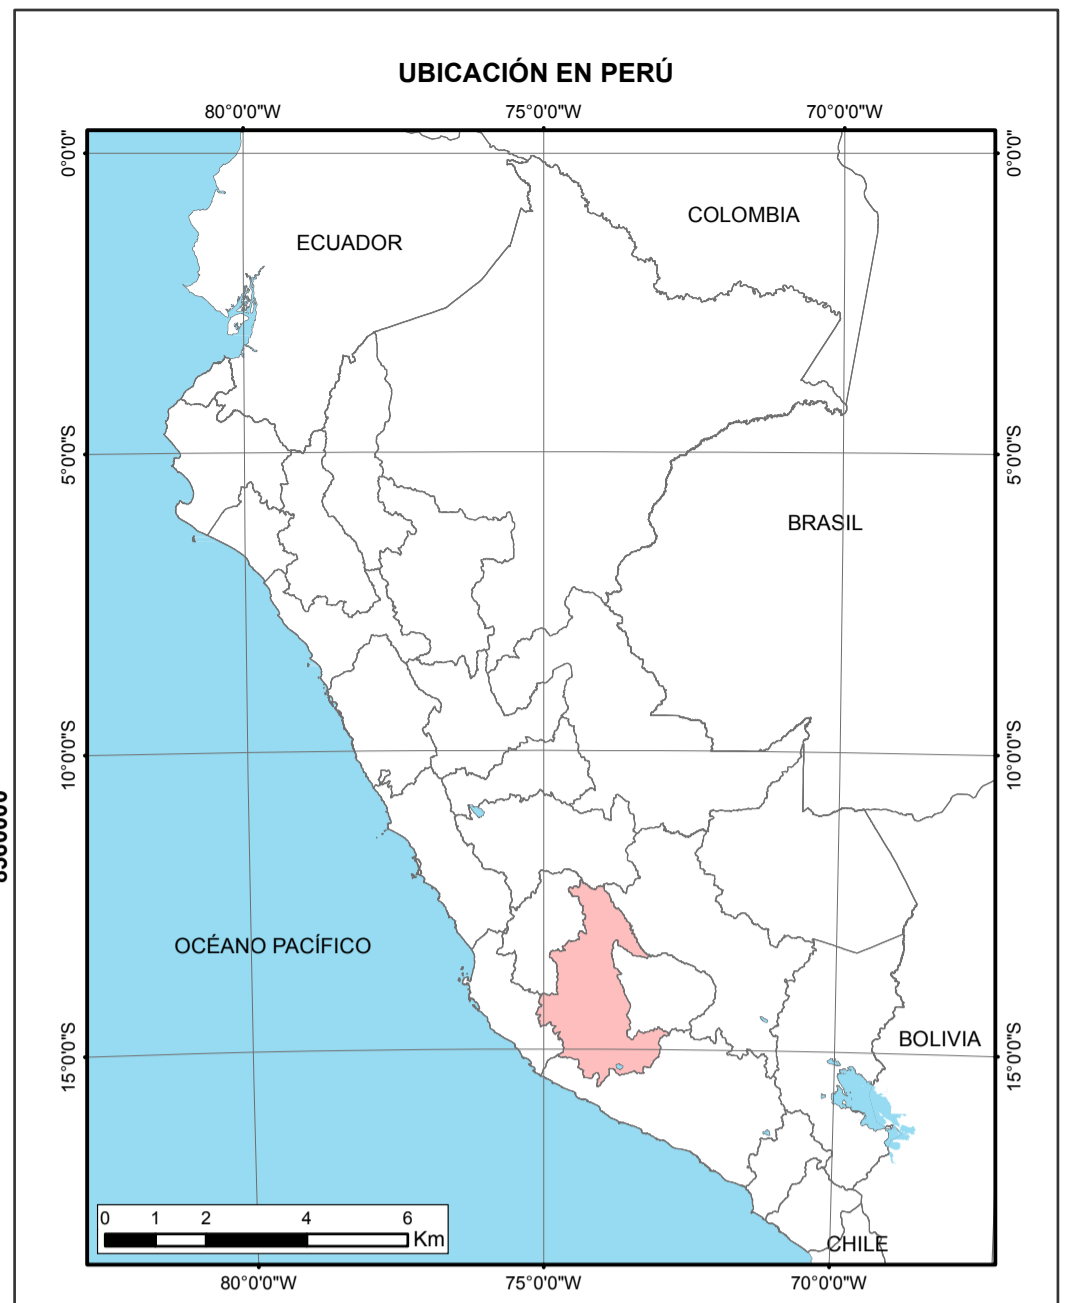 UBICACIÓN EN PERÚ
80°0'0"W 75°0'0"W 70°0'0"W
0°0'0" 0°0'0"
COLOMBIA
ECUADOR
5°0'0"S 5°0'0"S
BRASIL
10°0'0"S 10°0'0"S
OCÉANO PACÍFICO
BOLIVIA
15°0'0"S 15°0'0"S
0 1 2 4 6
Km
CHILE
80°0'0"W 75°0'0"W 70°0'0"W